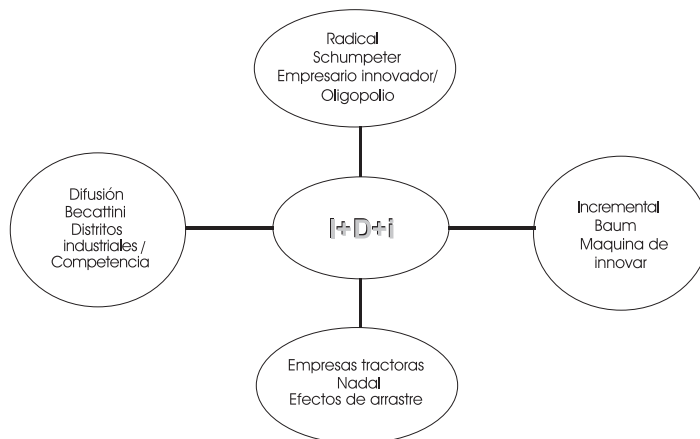 Radical
Schumpeter
Empresario innovador/
Oligopolio
Difusión
Becattini
Distritos
industriales /
Competencia
I+D+i
Incremental
Baum
Maquina de
innovar
Empresas tractoras
Nadal
Efectos de arrastre